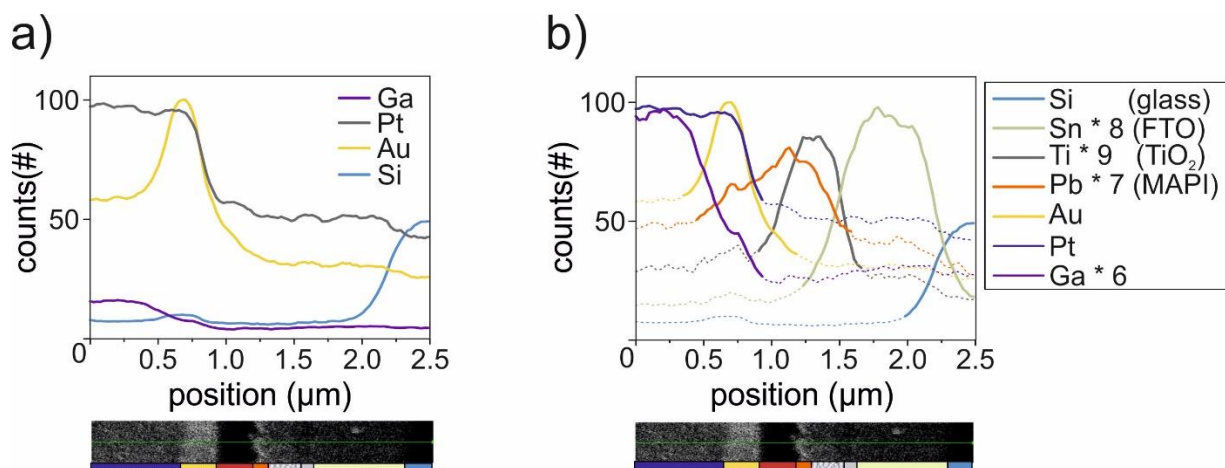 a)
counts(#)
100
50
0
Ga
Pt
Au
Si
0.5
1.0
1.5
2.0
2.5
position (µm)
b)
counts(#)
100
50
0
0.5
1.0
1.5
2.0
2.5
position (µm)
Si (glass)
Sn * 8 (FTO)
Ti * 9 (TiO₂)
Pb * 7 (MAPI)
Au
Pt
Ga * 6